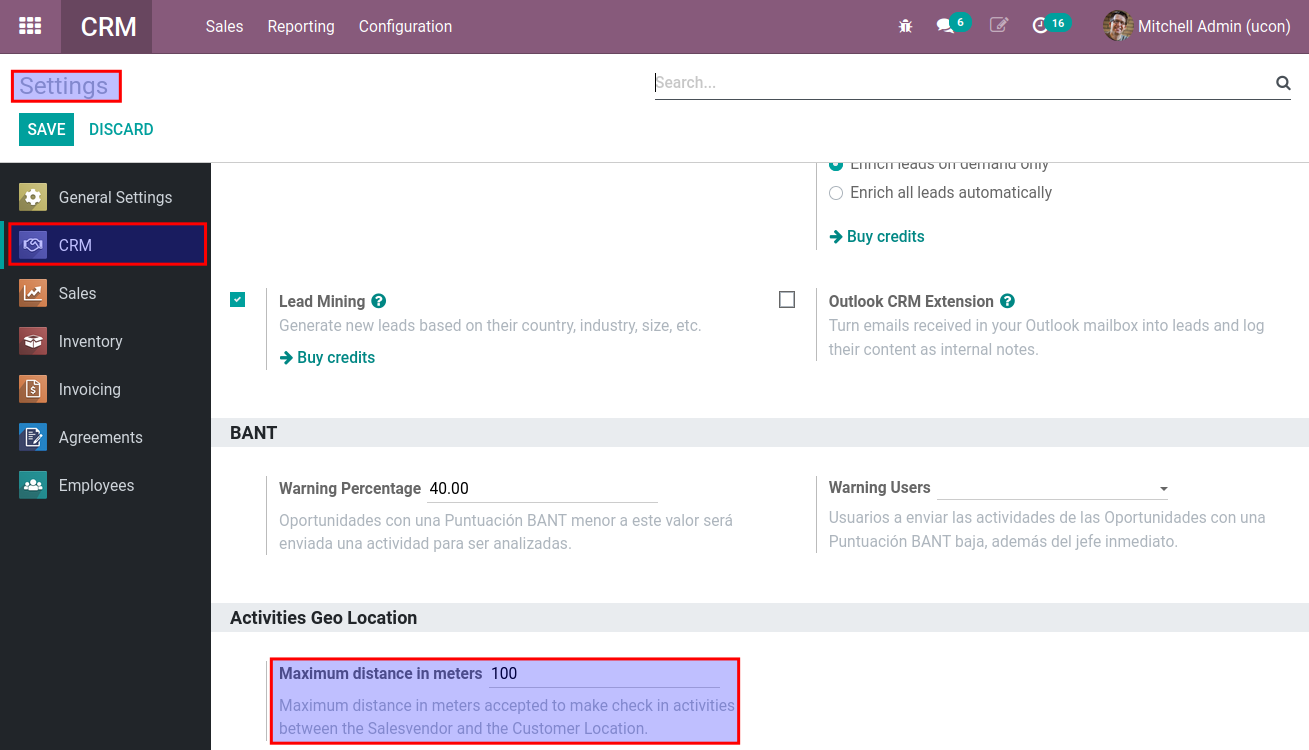 CRM Sales Reporting Configuration 6 16 Mitchell Admin (ucon)
Settings
Search...
SAVE DISCARD
General Settings
CRM
Sales
Inventory
Invoicing
Agreements
Employees
Enrich leads on demand only
Enrich all leads automatically
Buy credits
Lead Mining ?
Generate new leads based on their country, industry, size, etc.
Buy credits
Outlook CRM Extension ?
Turn emails received in your Outlook mailbox into leads and log
their content as internal notes.
BANT
Warning Percentage 40.00
Oportunidades con una Puntuación BANT menor a este valor será
enviada una actividad para ser analizadas.
Warning Users
Usuarios a enviar las actividades de las Oportunidades con una
Puntuación BANT baja, además del jefe inmediato.
Activities Geo Location
Maximum distance in meters 100
Maximum distance in meters accepted to make check in activities
between the Salesvendor and the Customer Location.